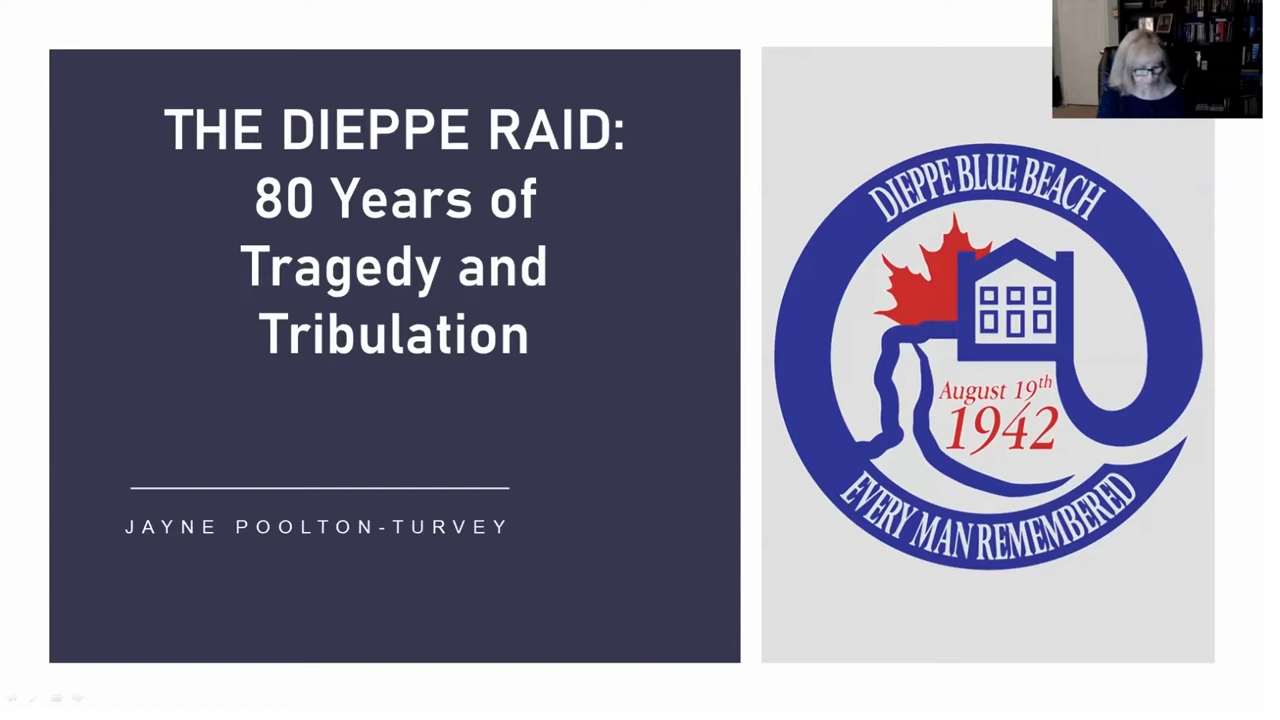 THE DIEPPE RAID:
80 Years of
Tragedy and
Tribulation
JAYNE POOLTON-TURVEY
DIEPPE BLUE BEACH
August 19th
1942
EVERY MAN REMEMBERED